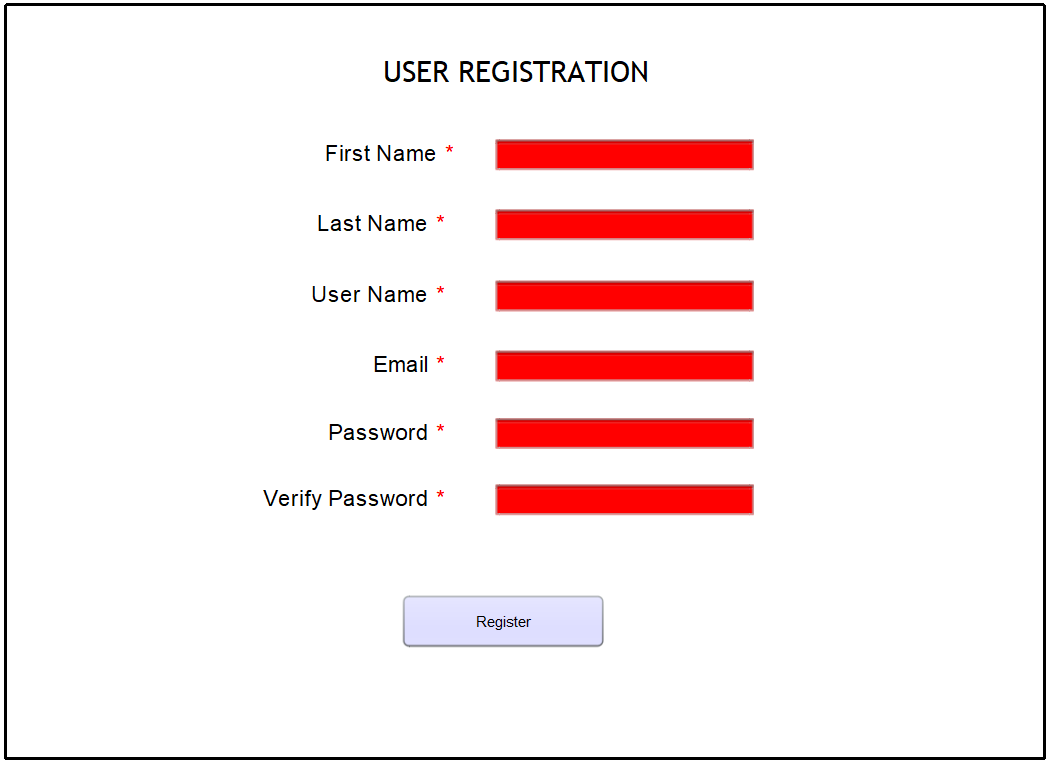 USER REGISTRATION
First Name *
Last Name *
User Name *
Email *
Password *
Verify Password *
Register